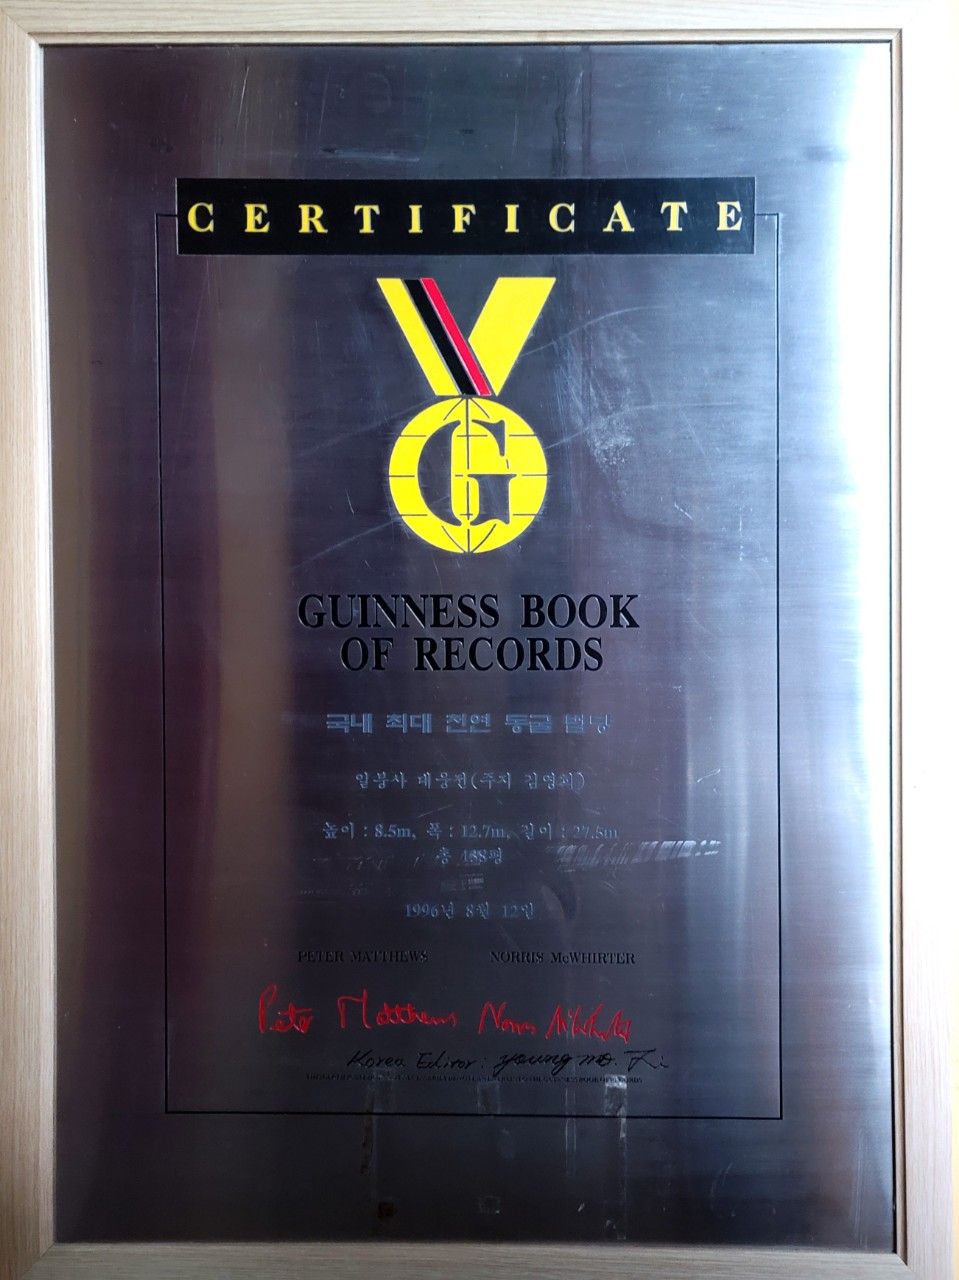 CERTIFICATE
G
GUINNESS BOOK
OF RECORDS
국내 최대 천연 동굴 법당
일붕사 대웅전(주지 김영희)
높이 : 8.5m, 폭 : 12.7m, 길이 : 27.5m
총 188평
1996년 8월 12일
PETER MATTHEWS NORRIS McWHIRTER
Peter Matthews Norris McWhirter
Korea Editor: young mo. Li